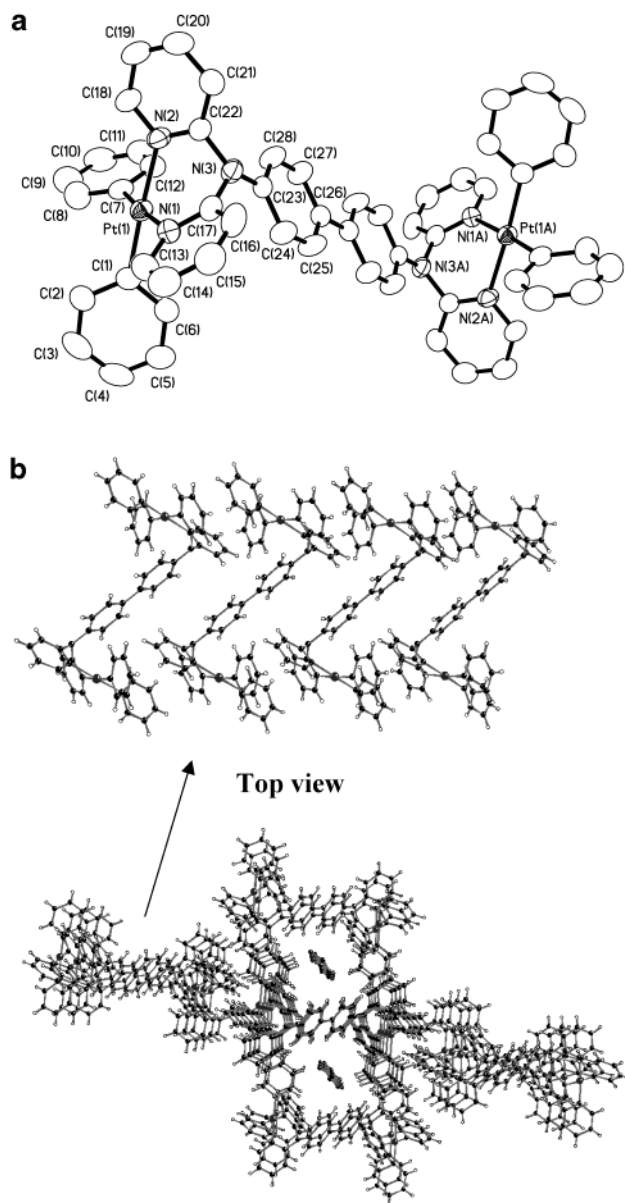 a
C(20)
C(19)
C(21)
C(18)
N(2)
C(22)
C(11)
C(28)
C(10)
N(3)
C(27)
C(9)
C(12)
C(26)
C(8)
C(23)
C(7)
N(1)
N(1A)
Pt(1A)
Pt(1)
C(17)
C(16)
C(24)
C(1)
C(13)
C(15)
C(25)
N(3A)
C(2)
C(14)
N(2A)
C(6)
C(3)
C(5)
C(4)
b
Top view